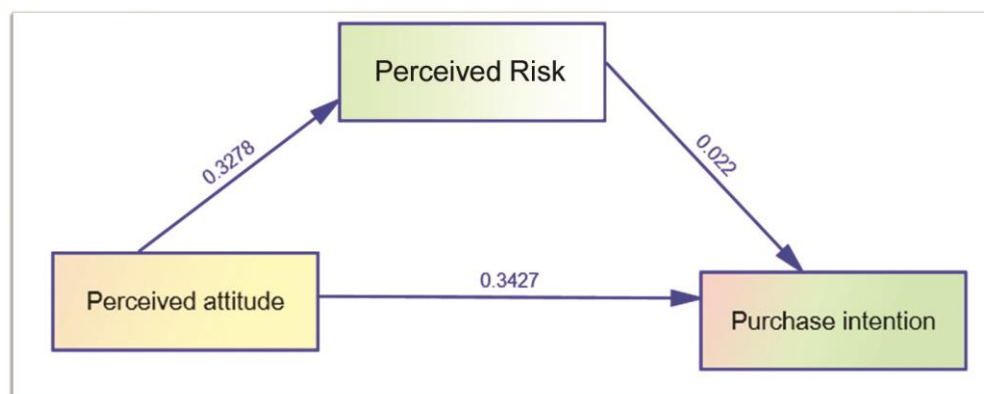 Perceived Risk
0.3278
0.022
Perceived attitude
0.3427
Purchase intention